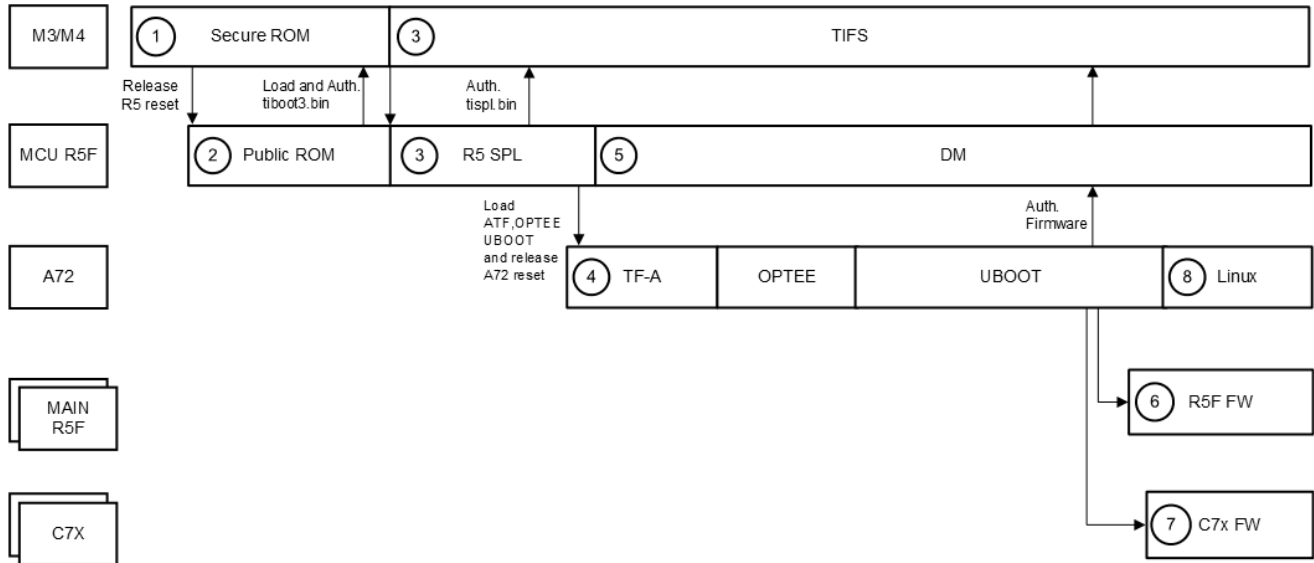 M3/M4
1
Secure ROM
3
TIFS
Release
R5 reset
Load and Auth.
tiboot3.bin
Auth.
tispl.bin
MCU R5F
2
Public ROM
3
R5 SPL
5
DM
Load
ATF,OPTEE
UBOOT
and release
A72 reset
Auth.
Firmware
A72
4
TF-A
OPTEE
UBOOT
8
Linux
MAIN
R5F
6
R5F FW
C7X
7
C7x FW